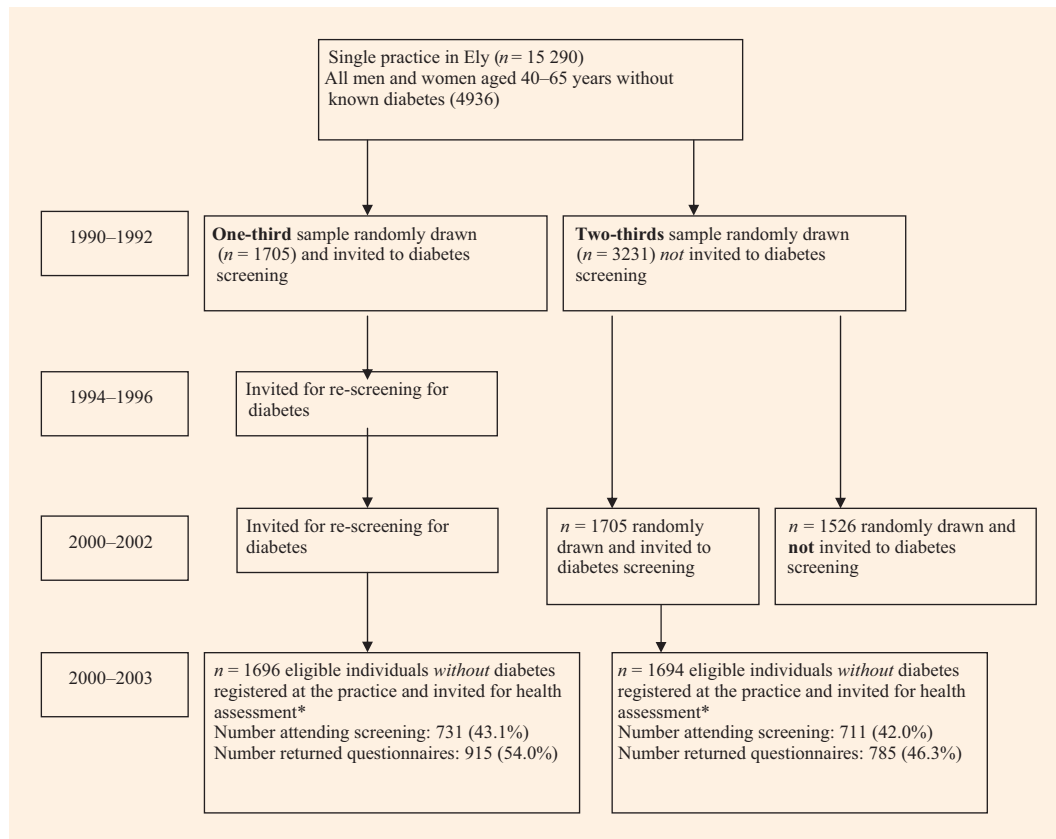 Single practice in Ely (n = 15 290)
All men and women aged 40–65 years without
known diabetes (4936)
1990–1992
One-third sample randomly drawn
(n = 1705) and invited to diabetes
screening
Two-thirds sample randomly drawn
(n = 3231) not invited to diabetes
screening
1994–1996
Invited for re-screening for
diabetes
2000–2002
Invited for re-screening for
diabetes
n = 1705 randomly
drawn and invited to
diabetes screening
n = 1526 randomly drawn and
not invited to diabetes
screening
2000–2003
n = 1696 eligible individuals without diabetes
registered at the practice and invited for health
assessment*
Number attending screening: 731 (43.1%)
Number returned questionnaires: 915 (54.0%)
n = 1694 eligible individuals without diabetes
registered at the practice and invited for health
assessment*
Number attending screening: 711 (42.0%)
Number returned questionnaires: 785 (46.3%)